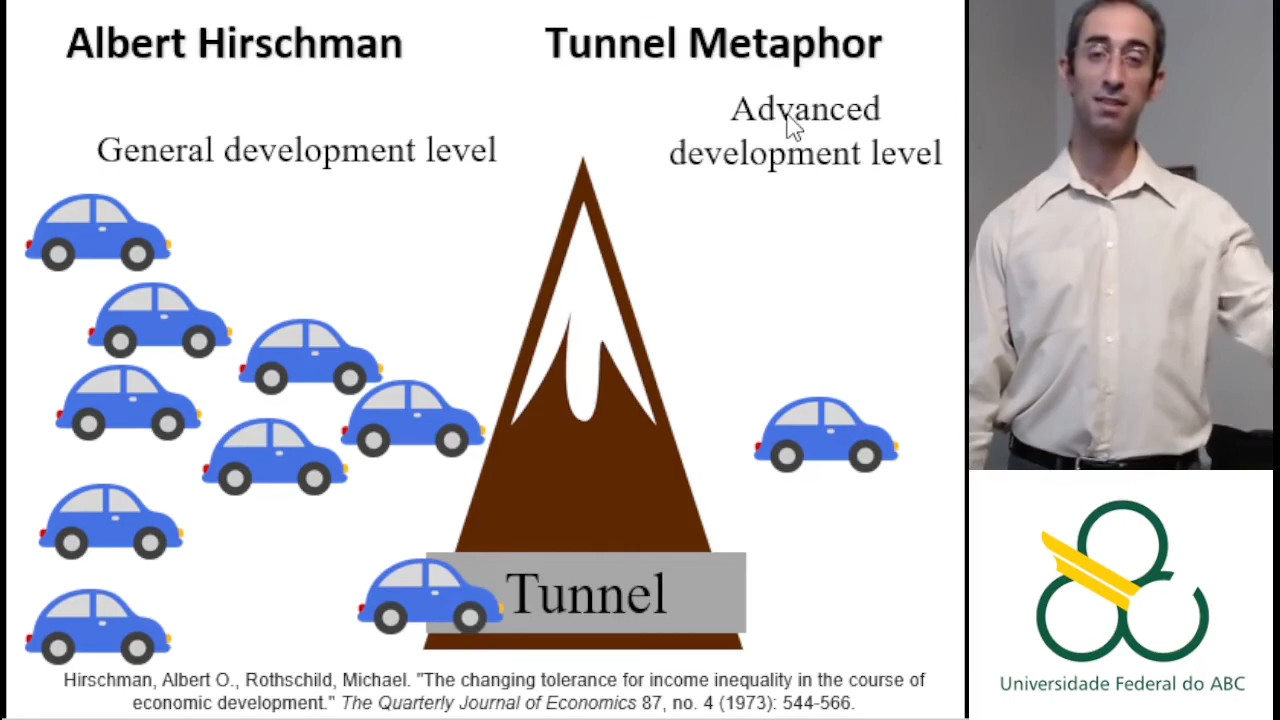 Albert Hirschman
Tunnel Metaphor
General development level
Advanced
development level
Tunnel
Hirschman, Albert O., Rothschild, Michael. "The changing tolerance for income inequality in the course of
economic development." The Quarterly Journal of Economics 87, no. 4 (1973): 544-566.
Universidade Federal do ABC